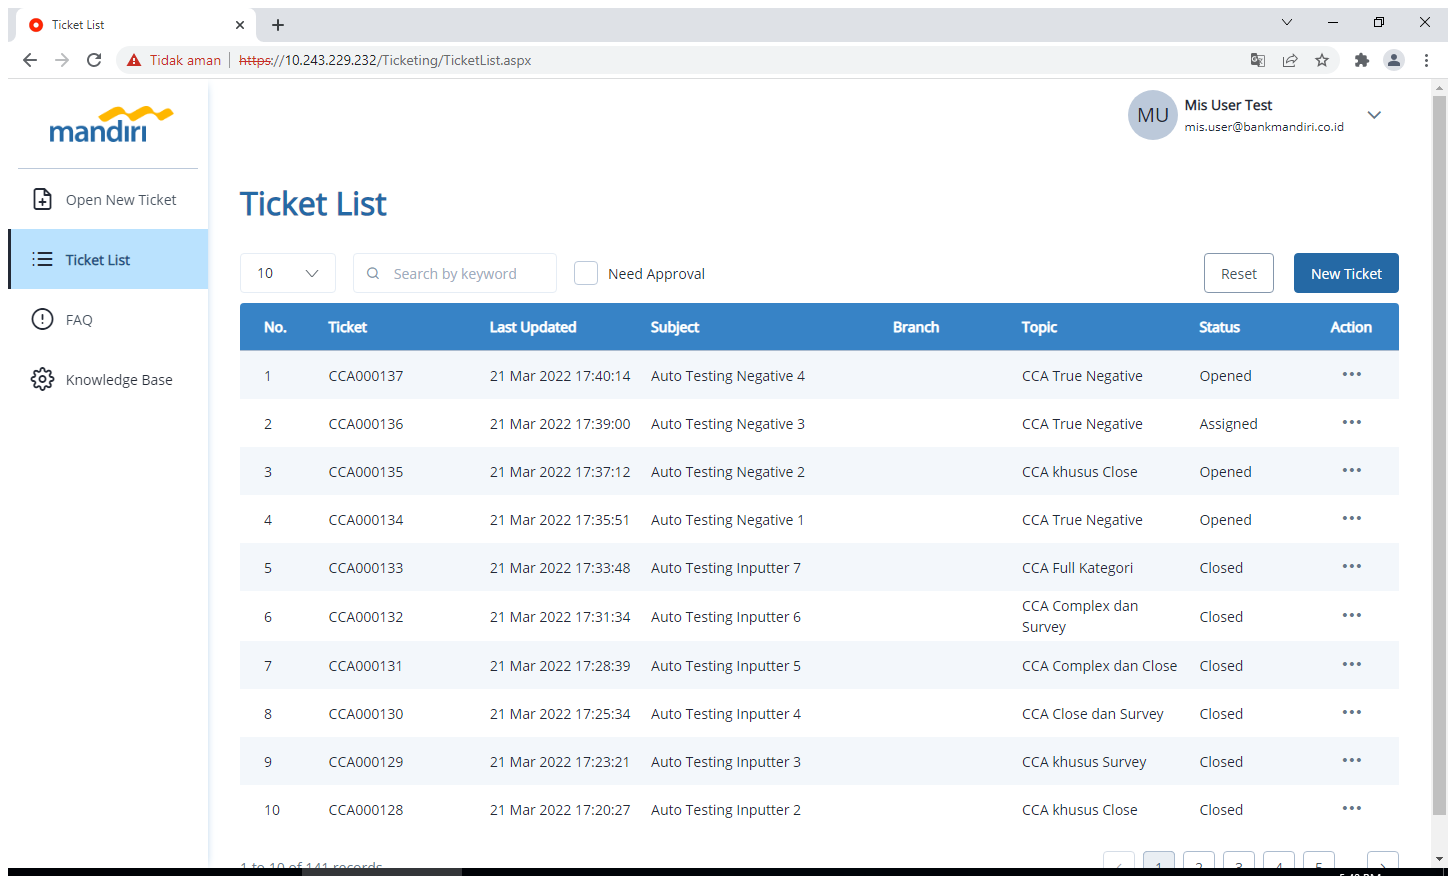 Ticket List
Tidak aman https://10.243.229.232/Ticketing/TicketList.aspx
mandiri
MU
Mis User Test
mis.user@bankmandiri.co.id
Open New Ticket
Ticket List
FAQ
Knowledge Base
Ticket List
10 Search by keyword Need Approval Reset New Ticket
No. Ticket Last Updated Subject Branch Topic Status Action
1 CCA000137 21 Mar 2022 17:40:14 Auto Testing Negative 4 CCA True Negative Opened
2 CCA000136 21 Mar 2022 17:39:00 Auto Testing Negative 3 CCA True Negative Assigned
3 CCA000135 21 Mar 2022 17:37:12 Auto Testing Negative 2 CCA khusus Close Opened
4 CCA000134 21 Mar 2022 17:35:51 Auto Testing Negative 1 CCA True Negative Opened
5 CCA000133 21 Mar 2022 17:33:48 Auto Testing Inputter 7 CCA Full Kategori Closed
6 CCA000132 21 Mar 2022 17:31:34 Auto Testing Inputter 6 CCA Complex dan Survey Closed
7 CCA000131 21 Mar 2022 17:28:39 Auto Testing Inputter 5 CCA Complex dan Close Closed
8 CCA000130 21 Mar 2022 17:25:34 Auto Testing Inputter 4 CCA Close dan Survey Closed
9 CCA000129 21 Mar 2022 17:23:21 Auto Testing Inputter 3 CCA khusus Survey Closed
10 CCA000128 21 Mar 2022 17:20:27 Auto Testing Inputter 2 CCA khusus Close Closed
1 to 10 of 141 records 1 2 3 4 5